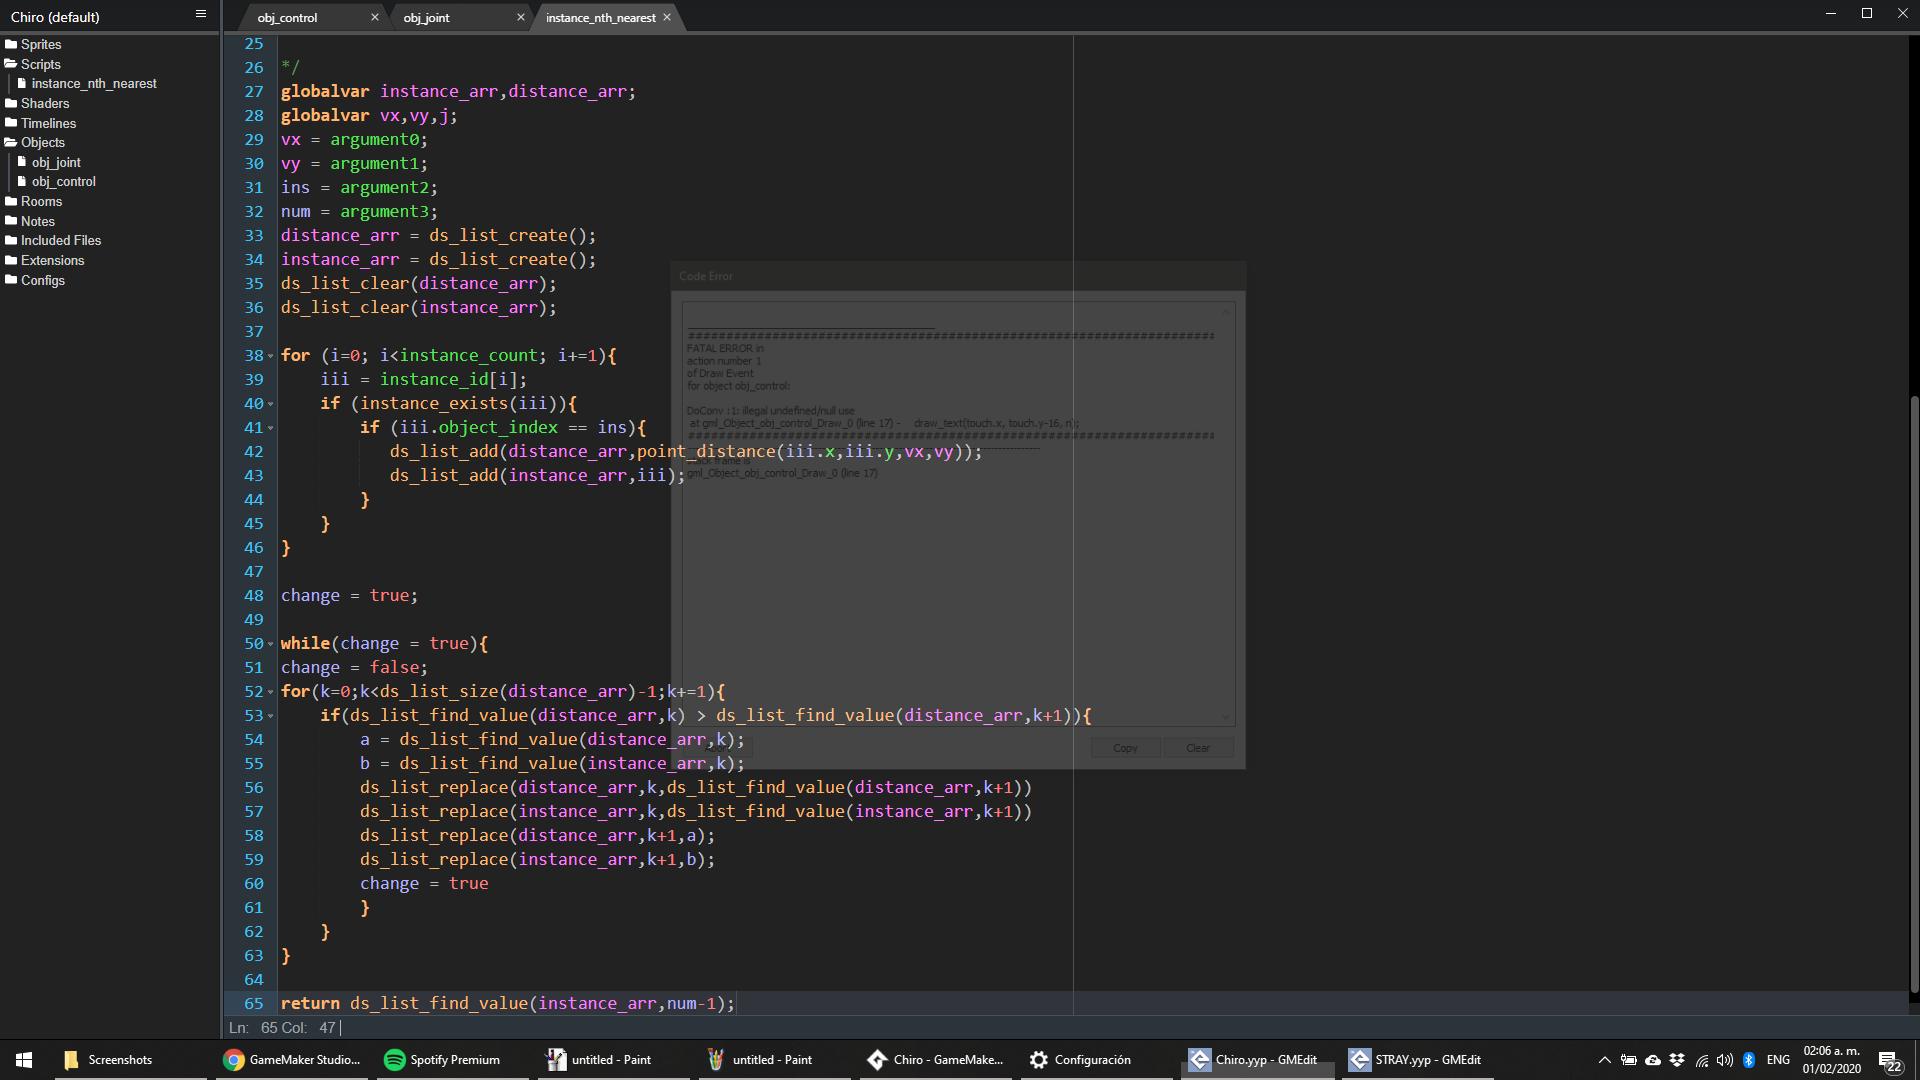 Chiro (default)
obj_control
obj_joint
instance_nth_nearest
Sprites
Scripts
instance_nth_nearest
Shaders
Timelines
Objects
obj_joint
obj_control
Rooms
Notes
Included Files
Extensions
Configs
25
26 */
27 globalvar instance_arr,distance_arr;
28 globalvar vx,vy,j;
29 vx = argument0;
30 vy = argument1;
31 ins = argument2;
32 num = argument3;
33 distance_arr = ds_list_create();
34 instance_arr = ds_list_create();
35 ds_list_clear(distance_arr);
36 ds_list_clear(instance_arr);
37
38 for (i=0; i<instance_count; i+=1){
39 iii = instance_id[i];
40 if (instance_exists(iii)){
41 if (iii.object_index == ins){
42 ds_list_add(distance_arr,point_distance(iii.x,iii.y,vx,vy));
43 ds_list_add(instance_arr,iii);
44 }
45 }
46 }
47
48 change = true;
49
50 while(change = true){
51 change = false;
52 for(k=0;k<ds_list_size(distance_arr)-1;k+=1){
53 if(ds_list_find_value(distance_arr,k) > ds_list_find_value(distance_arr,k+1)){
54 a = ds_list_find_value(distance_arr,k);
55 b = ds_list_find_value(instance_arr,k);
56 ds_list_replace(distance_arr,k,ds_list_find_value(distance_arr,k+1))
57 ds_list_replace(instance_arr,k,ds_list_find_value(instance_arr,k+1))
58 ds_list_replace(distance_arr,k+1,a);
59 ds_list_replace(instance_arr,k+1,b);
60 change = true
61 }
62 }
63 }
64
65 return ds_list_find_value(instance_arr,num-1);
Ln: 65 Col: 47
Code Error
FATAL ERROR in
action number 1
of Draw Event
for object obj_control:
DoConv :1: illegal undefined/null use
at gml_Object_obj_control_Draw_0 (line 17) - draw_text(touch.x, touch.y-16, n);
stack frame is
gml_Object_obj_control_Draw_0 (line 17)
Copy
Clear
Screenshots
GameMaker Studio...
Spotify Premium
untitled - Paint
untitled - Paint
Chiro - GameMake...
Configuración
Chiro.yyp - GMEdit
STRAY.yyp - GMEdit
ENG
02:06 a. m.
01/02/2020
22